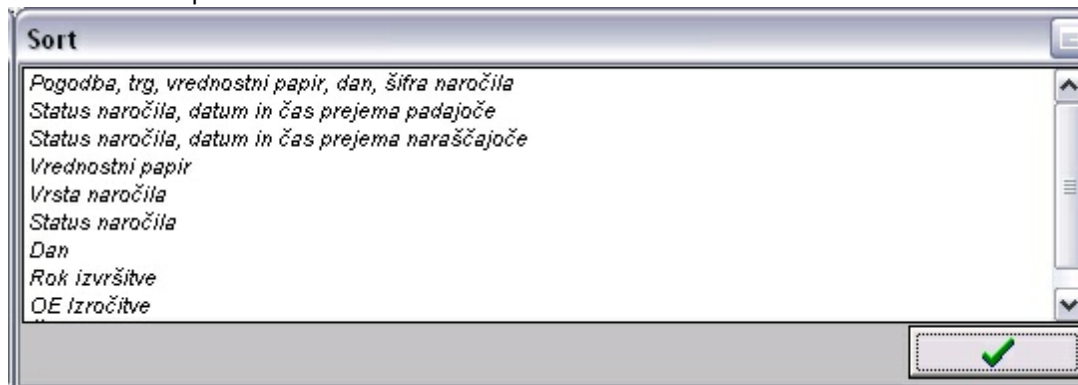 Sort
Pogodba, trg, vrednostni papir, dan, šifra naročila
Status naročila, datum in čas prejema padajoče
Status naročila, datum in čas prejema naraščajoče
Vrednostni papir
Vrsta naročila
Status naročila
Dan
Rok izvršitve
OE Izročitve